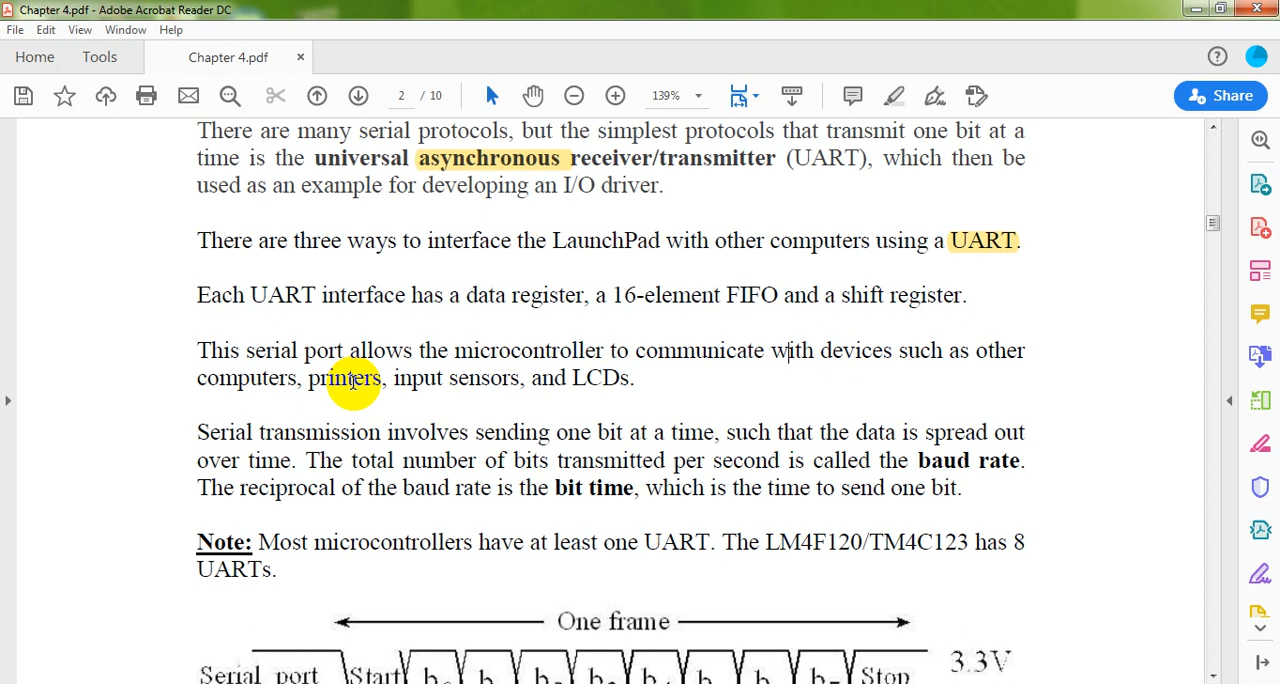 Chapter 4.pdf - Adobe Acrobat Reader DC
File Edit View Window Help
Home Tools Chapter 4.pdf ×
2 / 10 139% Share
There are many serial protocols, but the simplest protocols that transmit one bit at a
time is the universal asynchronous receiver/transmitter (UART), which then be
used as an example for developing an I/O driver.
There are three ways to interface the LaunchPad with other computers using a UART.
Each UART interface has a data register, a 16-element FIFO and a shift register.
This serial port allows the microcontroller to communicate with devices such as other
computers, printers, input sensors, and LCDs.
Serial transmission involves sending one bit at a time, such that the data is spread out
over time. The total number of bits transmitted per second is called the baud rate.
The reciprocal of the baud rate is the bit time, which is the time to send one bit.
Note: Most microcontrollers have at least one UART. The LM4F120/TM4C123 has 8
UARTs.
One frame
Serial port Start Stop 3.3V